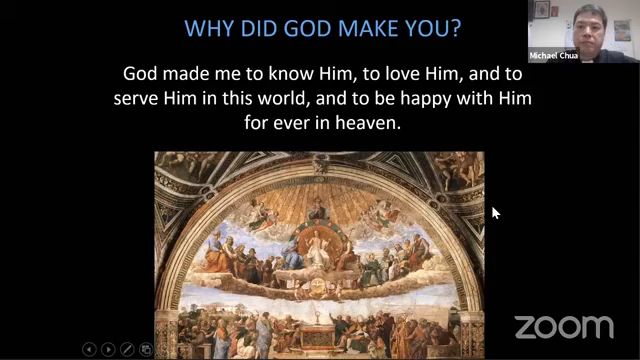 WHY DID GOD MAKE YOU?
God made me to know Him, to love Him, and to
serve Him in this world, and to be happy with Him
for ever in heaven.
Michael Chua
zoom